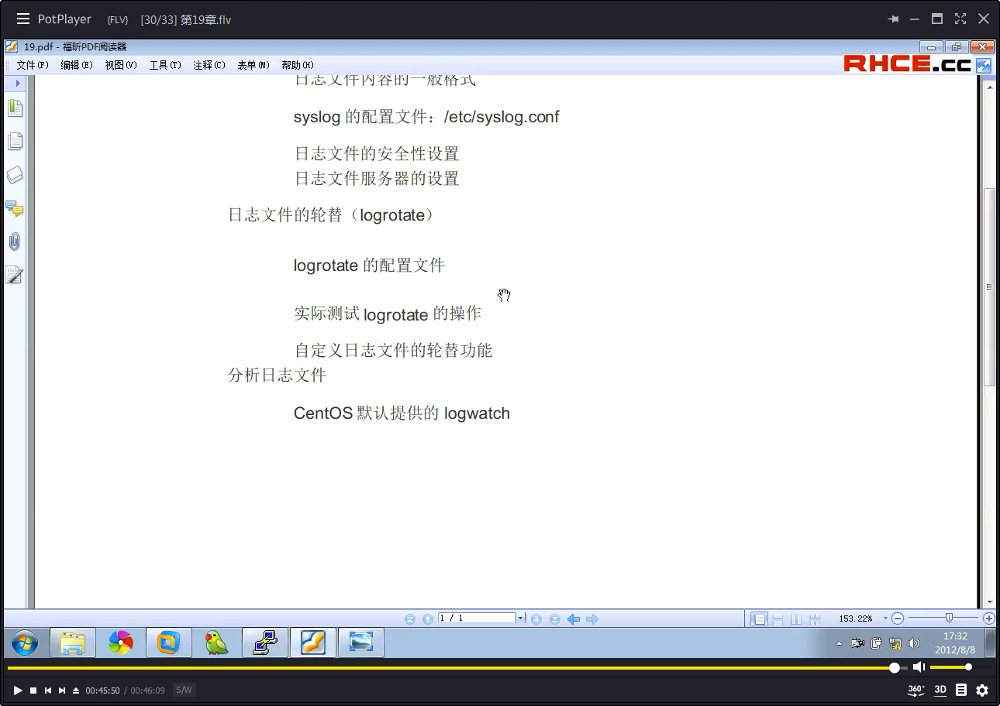 PotPlayer {FLV} [30/33] 第19章.flv
19.pdf - 福昕PDF阅读器
文件(F) 编辑(E) 视图(V) 工具(T) 注释(C) 表单(M) 帮助(H)
RHCE.cc
日志文件内容的一般格式
syslog 的配置文件：/etc/syslog.conf
日志文件的安全性设置
日志文件服务器的设置
日志文件的轮替（logrotate）
logrotate 的配置文件
实际测试 logrotate 的操作
自定义日志文件的轮替功能
分析日志文件
CentOS 默认提供的 logwatch
1 / 1
153.22%
17:32
2012/8/8
00:45:50 / 00:46:09 S/W
360° 3D